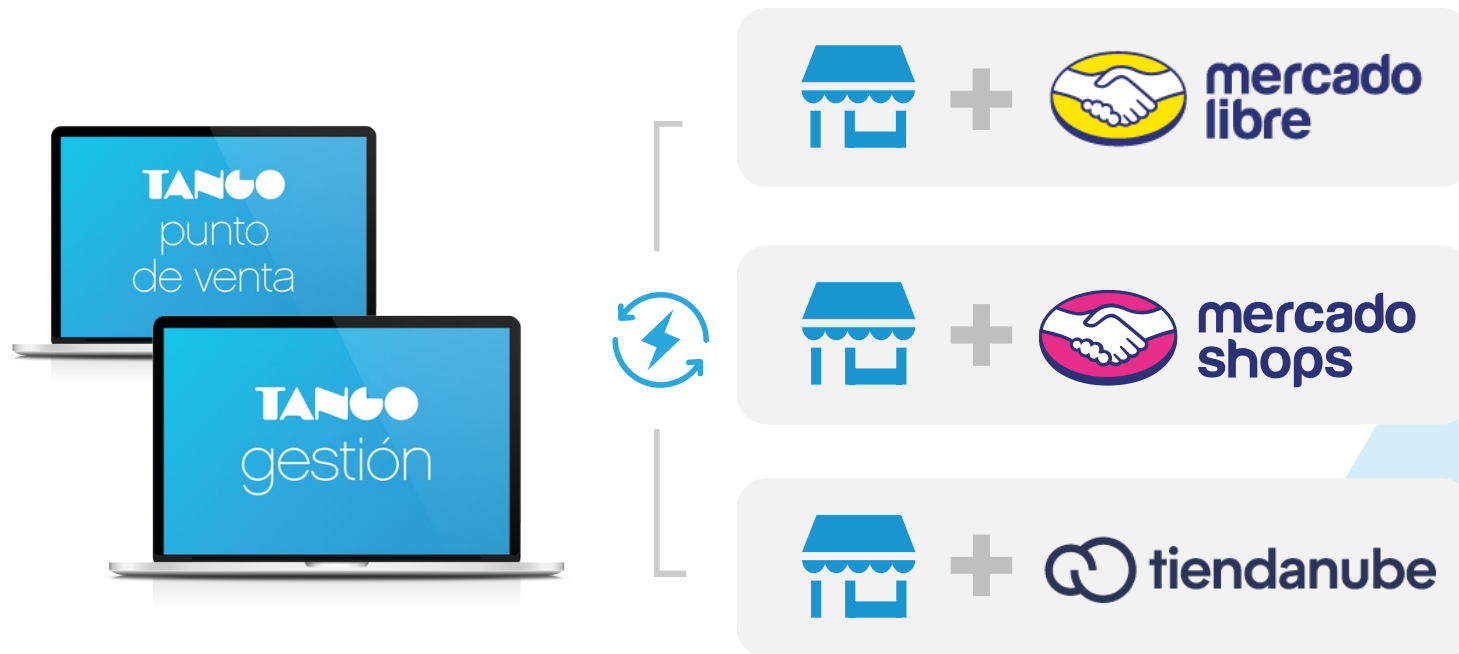 TANGO
punto
de venta
TANGO
gestión
mercado
libre
mercado
shops
tiendanube